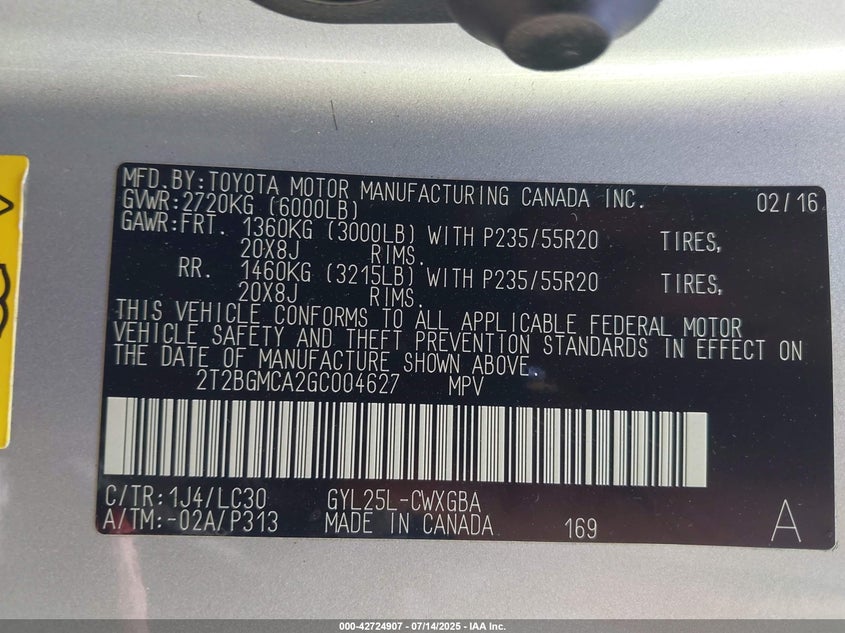 MFD.BY:TOYOTA MOTOR MANUFACTURING CANADA INC. 02/16
GVWR:2720KG (6000LB)
GAWR:FRT. 1360KG (3000LB) WITH P235/55R20 TIRES,
20X8J RIMS.
RR. 1460KG (3215LB) WITH P235/55R20 TIRES,
20X8J RIMS.
THIS VEHICLE CONFORMS TO ALL APPLICABLE FEDERAL MOTOR
VEHICLE SAFETY AND THEFT PREVENTION STANDARDS IN EFFECT ON
THE DATE OF MANUFACTURE SHOWN ABOVE.
2T2BGMCA2GC004627 MPV
C/TR:1J4/LC30 GYL25L-CWXGBA
A/TM:-02A/P313 MADE IN CANADA 169 A
000-42724907 - 07/14/2025 - IAA Inc.